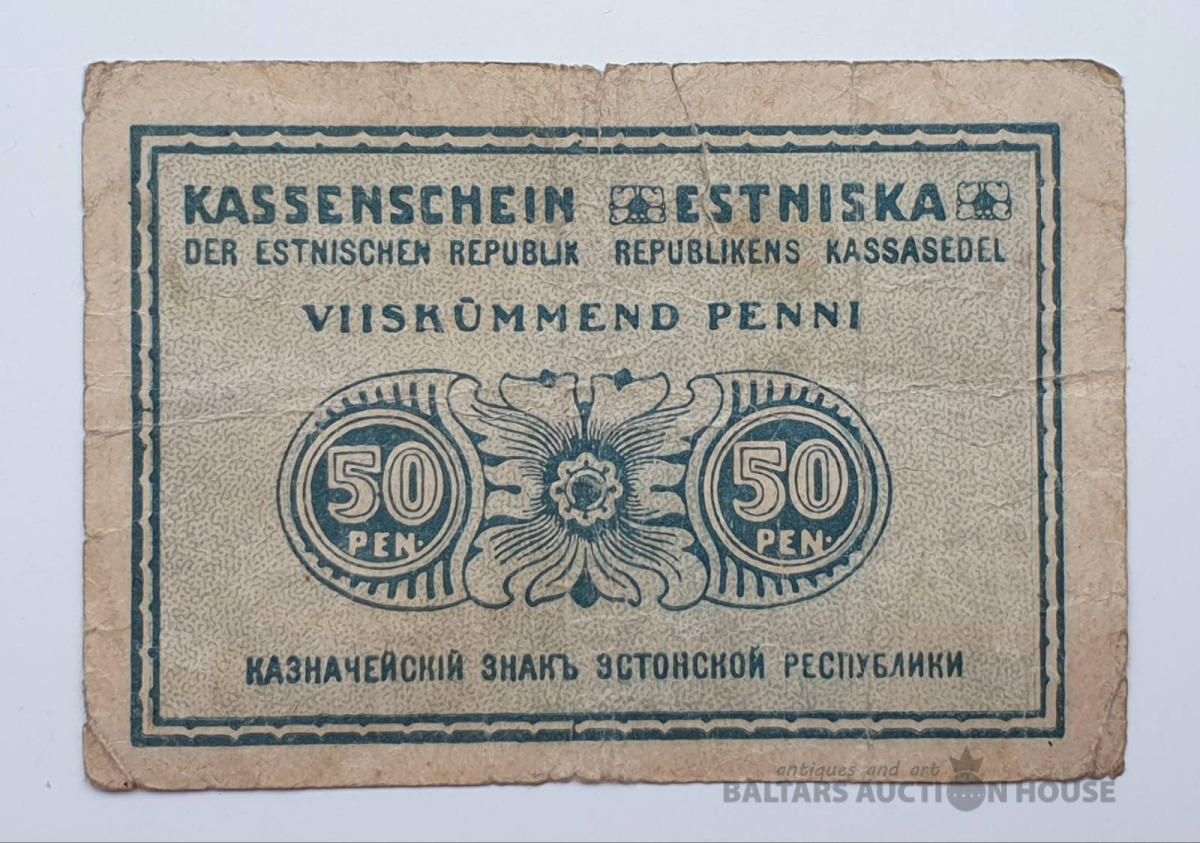 KASSENSCHEIN ESTNISKA
DER ESTNISCHEN REPUBLIK REPUBLIKENS KASSASEDEL
VIISKÜMMEND PENNI
50 50
PEN. PEN.
КАЗНАЧЕЙСКІЙ ЗНАКЪ ЭСТОНСКОЙ РЕСПУБЛИКИ
antiques and art
BALTARS AUCTION HOUSE